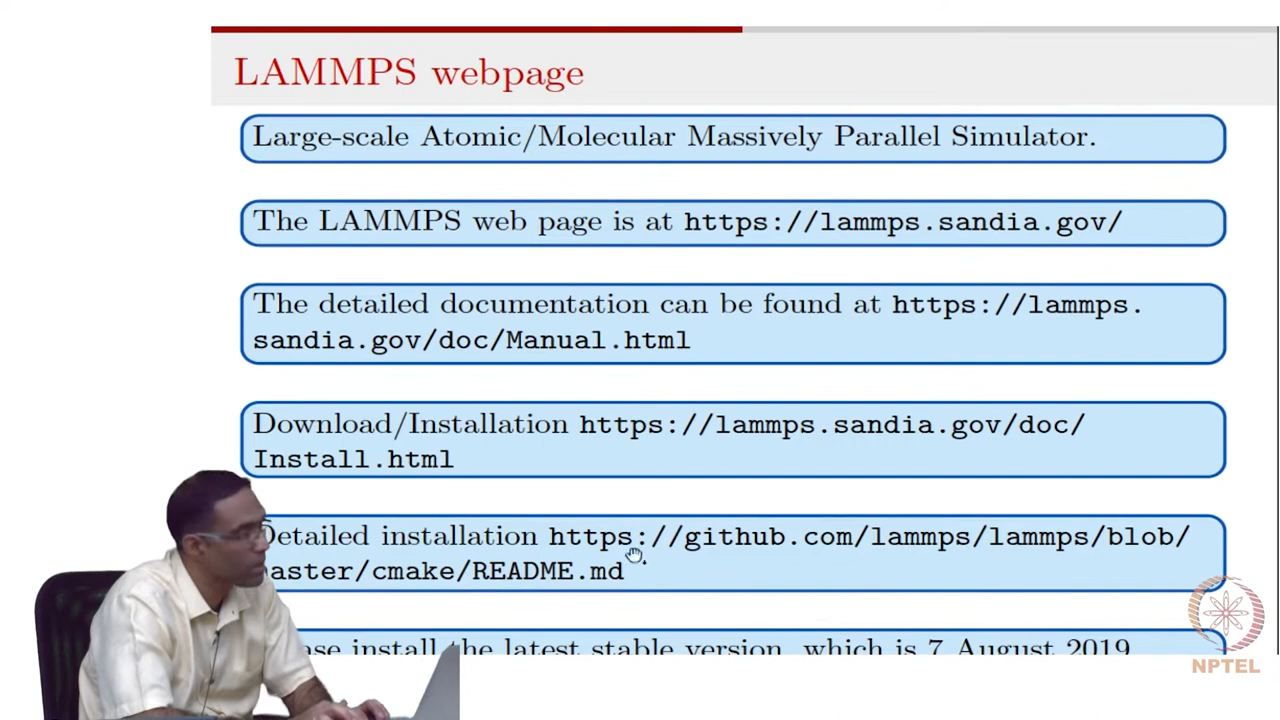 LAMMPS webpage
Large-scale Atomic/Molecular Massively Parallel Simulator.
The LAMMPS web page is at https://lammps.sandia.gov/
The detailed documentation can be found at https://lammps.
sandia.gov/doc/Manual.html
Download/Installation https://lammps.sandia.gov/doc/
Install.html
Detailed installation https://github.com/lammps/lammps/blob/
master/cmake/README.md
install the latest stable version, which is 7 August 2019
NPTEL